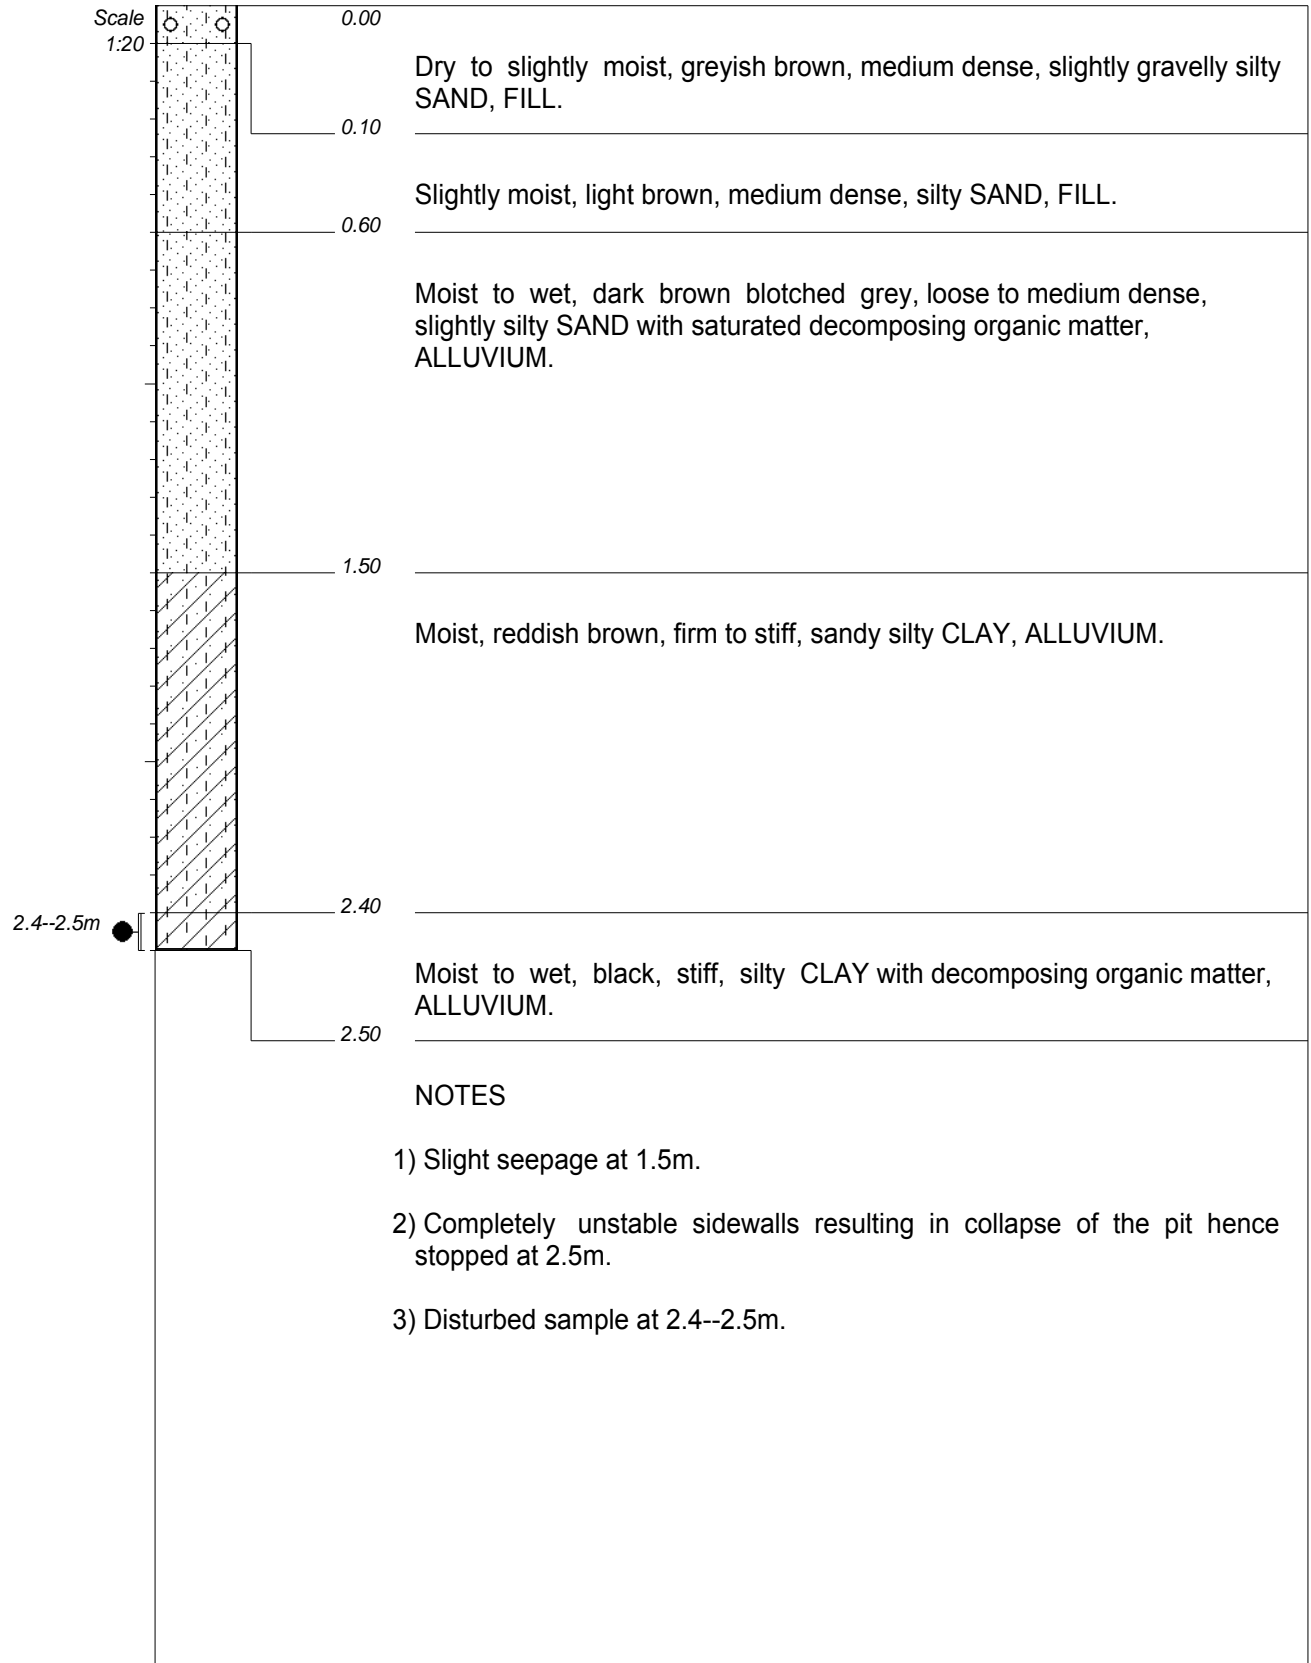 Scale
1:20
0.00
Dry to slightly moist, greyish brown, medium dense, slightly gravelly silty
SAND, FILL.
0.10
Slightly moist, light brown, medium dense, silty SAND, FILL.
0.60
Moist to wet, dark brown blotched grey, loose to medium dense,
slightly silty SAND with saturated decomposing organic matter,
ALLUVIUM.
1.50
Moist, reddish brown, firm to stiff, sandy silty CLAY, ALLUVIUM.
2.40
2.4--2.5m
Moist to wet, black, stiff, silty CLAY with decomposing organic matter,
ALLUVIUM.
2.50
NOTES
1) Slight seepage at 1.5m.
2) Completely unstable sidewalls resulting in collapse of the pit hence
stopped at 2.5m.
3) Disturbed sample at 2.4--2.5m.